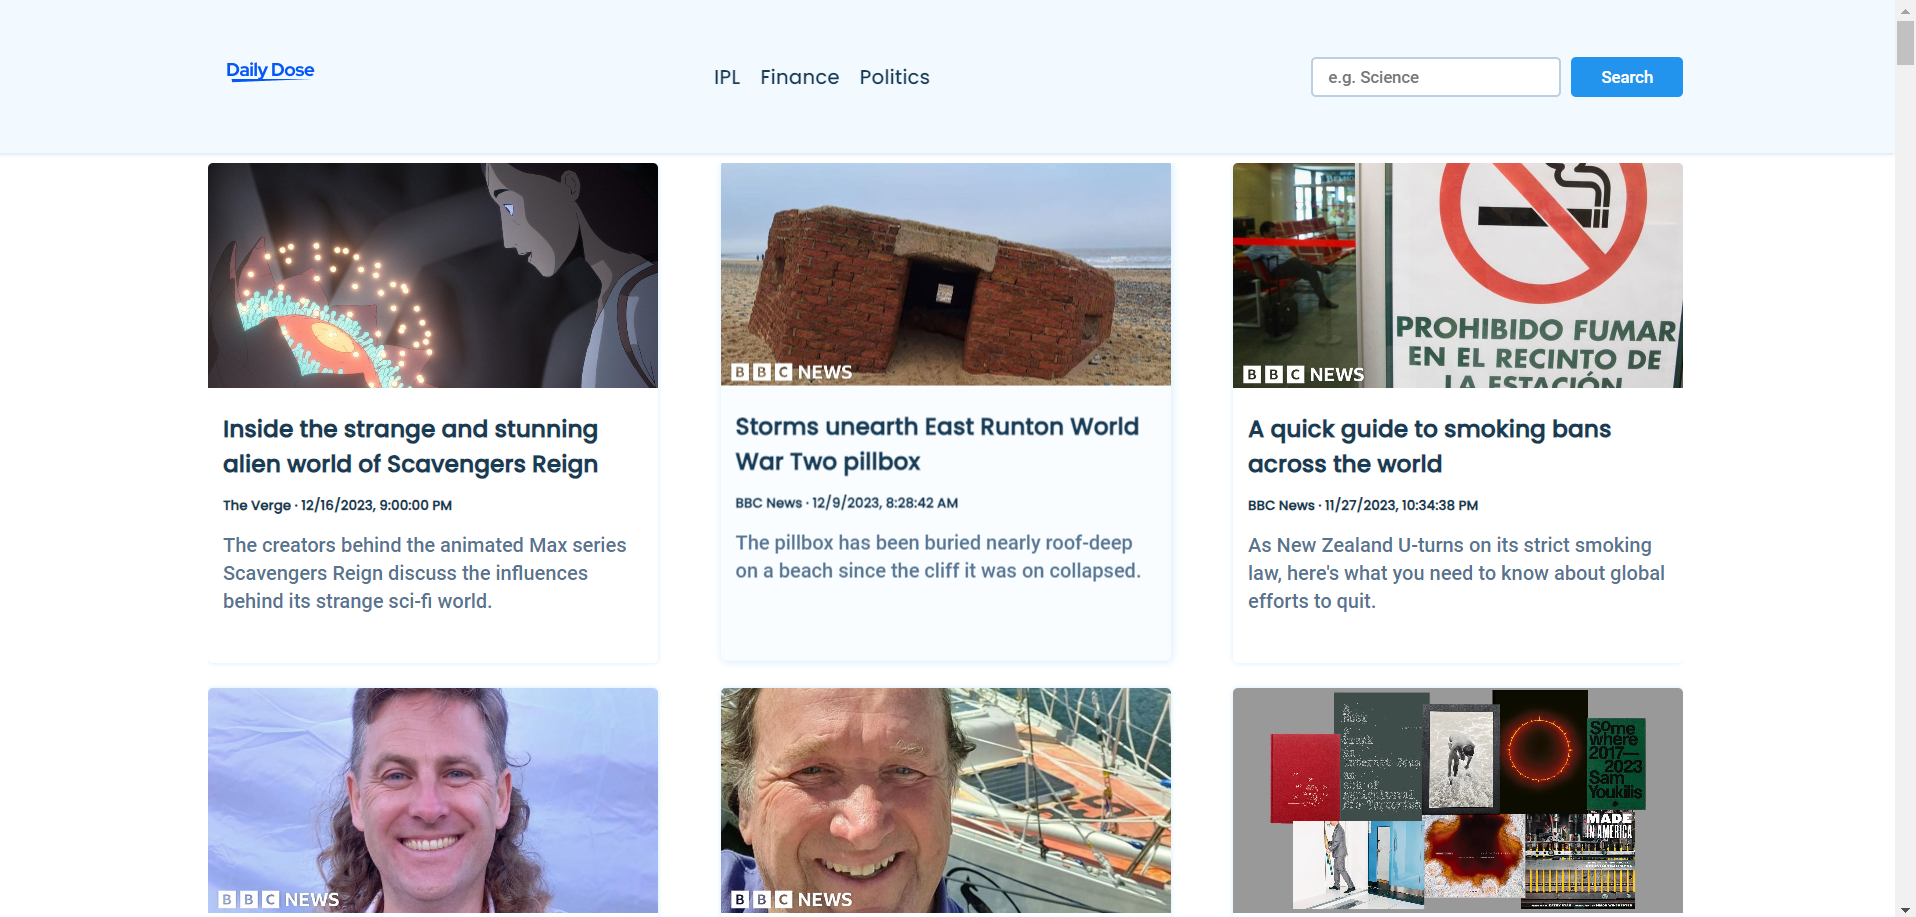 Daily Dose
IPL Finance Politics
e.g. Science
Search
BBC NEWS
PROHIBIDO FUMAR
EN EL RECINTO DE
LA ESTACIÓN
BBC NEWS
Inside the strange and stunning
alien world of Scavengers Reign
The Verge · 12/16/2023, 9:00:00 PM
The creators behind the animated Max series
Scavengers Reign discuss the influences
behind its strange sci-fi world.
Storms unearth East Runton World
War Two pillbox
BBC News · 12/9/2023, 8:28:42 AM
The pillbox has been buried nearly roof-deep
on a beach since the cliff it was on collapsed.
A quick guide to smoking bans
across the world
BBC News · 11/27/2023, 10:34:38 PM
As New Zealand U-turns on its strict smoking
law, here's what you need to know about global
efforts to quit.
BBC NEWS
BBC NEWS
Some
where
2017—
2023
Sam
Youkilis
MADE
IN AMERICA